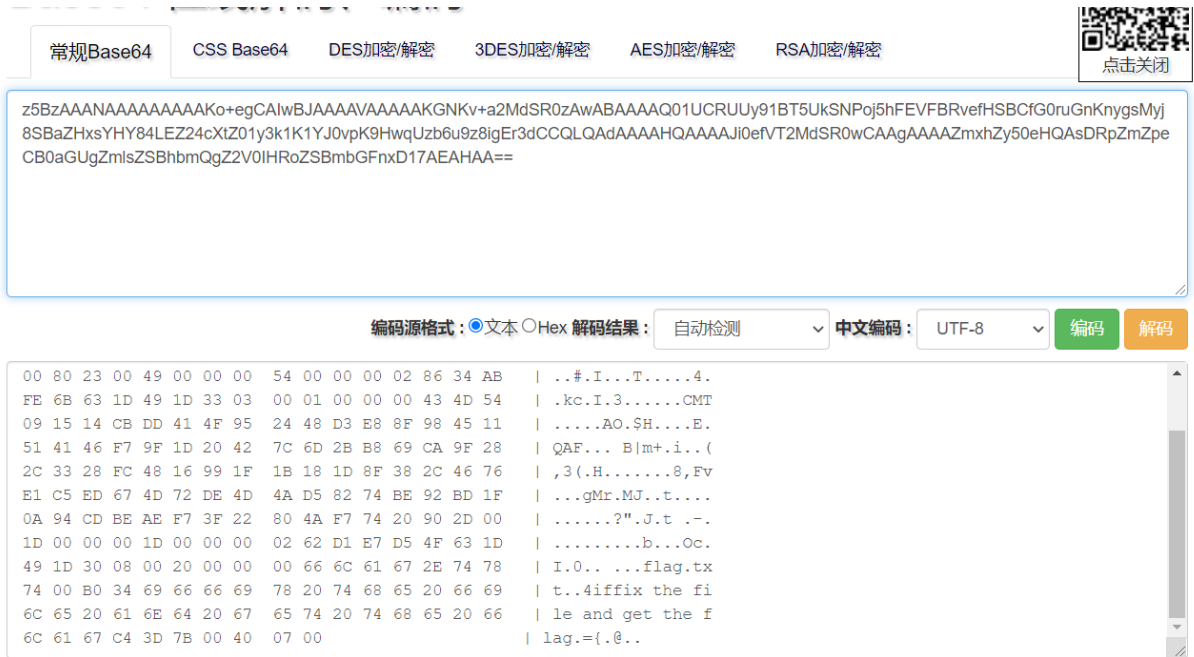 常规Base64 CSS Base64 DES加密/解密 3DES加密/解密 AES加密/解密 RSA加密/解密
点击关闭
z5BzAAANAAAAAAAAAKo+egCAIwBJAAAAVAAAAAKGNKv+a2MdSR0zAwABAAAAQ01UCRUUy91BT5UkSNPoj5hFEVFBRvefHSBCfG0ruGnKnygsMyj
8SBaZHxsYHY84LEZ24cXtZ01y3k1K1YJ0vpK9HwqUzb6u9z8igEr3dCCQLQAdAAAAHQAAAAJi0efVT2MdSR0wCAAgAAAAZmxhZy50eHQAsDRpZmZpe
CB0aGUgZmlsZSBhbmQgZ2V0IHRoZSBmbGFnxD17AEAHAA==
编码源格式： 文本 Hex 解码结果： 自动检测 中文编码： UTF-8 编码 解码
00 80 23 00 49 00 00 00 54 00 00 00 02 86 34 AB | ..#.I...T.....4.
FE 6B 63 1D 49 1D 33 03 00 01 00 00 00 43 4D 54 | .kc.I.3......CMT
09 15 14 CB DD 41 4F 95 24 48 D3 E8 8F 98 45 11 | .....AO.$H....E.
51 41 46 F7 9F 1D 20 42 7C 6D 2B B8 69 CA 9F 28 | QAF... B|m+.i..(
2C 33 28 FC 48 16 99 1F 1B 18 1D 8F 38 2C 46 76 | ,3(.H.......8,Fv
E1 C5 ED 67 4D 72 DE 4D 4A D5 82 74 BE 92 BD 1F | ...gMr.MJ..t....
0A 94 CD BE AE F7 3F 22 80 4A F7 74 20 90 2D 00 | ......?".J.t .-.
1D 00 00 00 1D 00 00 00 02 62 D1 E7 D5 4F 63 1D | .........b...Oc.
49 1D 30 08 00 20 00 00 00 66 6C 61 67 2E 74 78 | I.0.. ...flag.tx
74 00 B0 34 69 66 66 69 78 20 74 68 65 20 66 69 | t..4iffix the fi
6C 65 20 61 6E 64 20 67 65 74 20 74 68 65 20 66 | le and get the f
6C 61 67 C4 3D 7B 00 40 07 00 | lag.={.@..